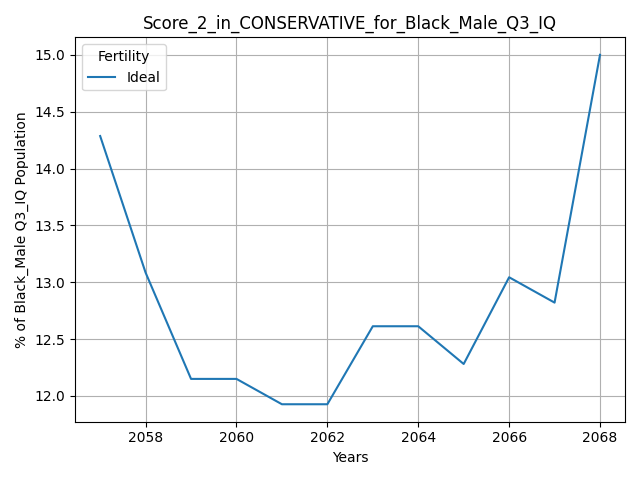 Score_2_in_CONSERVATIVE_for_Black_Male_Q3_IQ
Fertility
Ideal
% of Black_Male Q3_IQ Population
15.0
14.5
14.0
13.5
13.0
12.5
12.0
2058 2060 2062 2064 2066 2068
Years